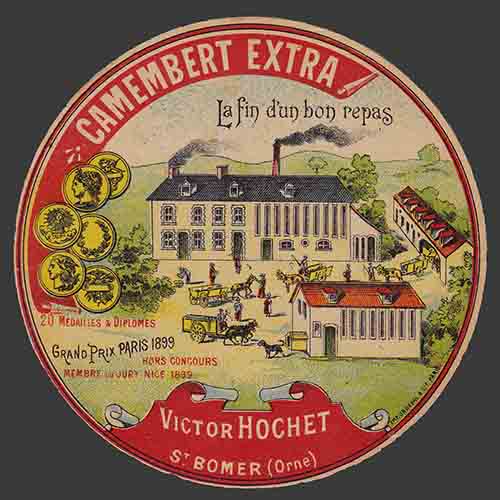 CAMEMBERT EXTRA!
La fin d'un bon repas
20 MÉDAILLES & DIPLOMES
GRAND PRIX PARIS 1899
HORS CONCOURS
MEMBRE DU JURY NICE 1899
VICTOR HOCHET
ST BOMER (Orne)